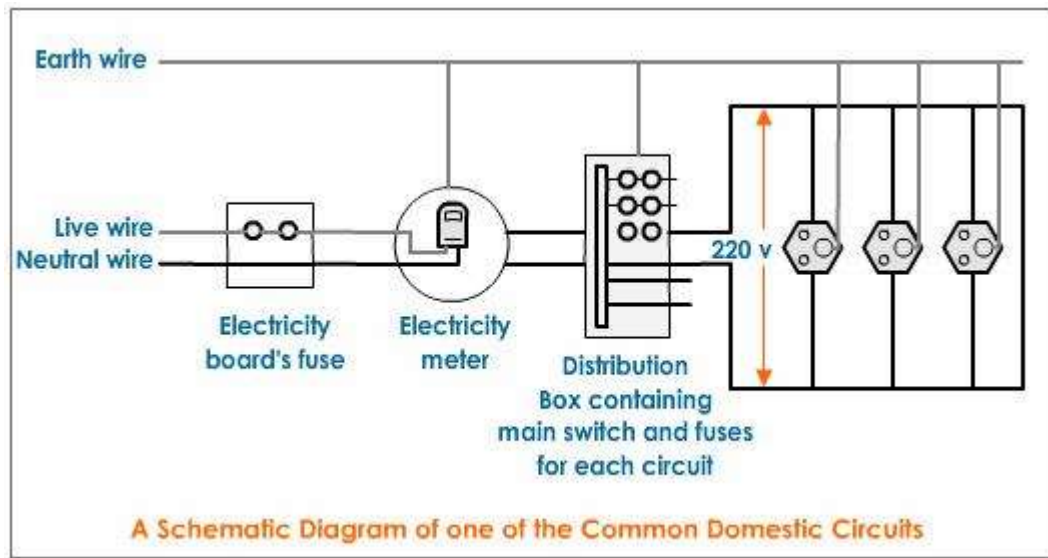 Earth wire
Live wire
Neutral wire
220 v
Electricity
board's fuse
Electricity
meter
Distribution
Box containing
main switch and fuses
for each circuit
A Schematic Diagram of one of the Common Domestic Circuits